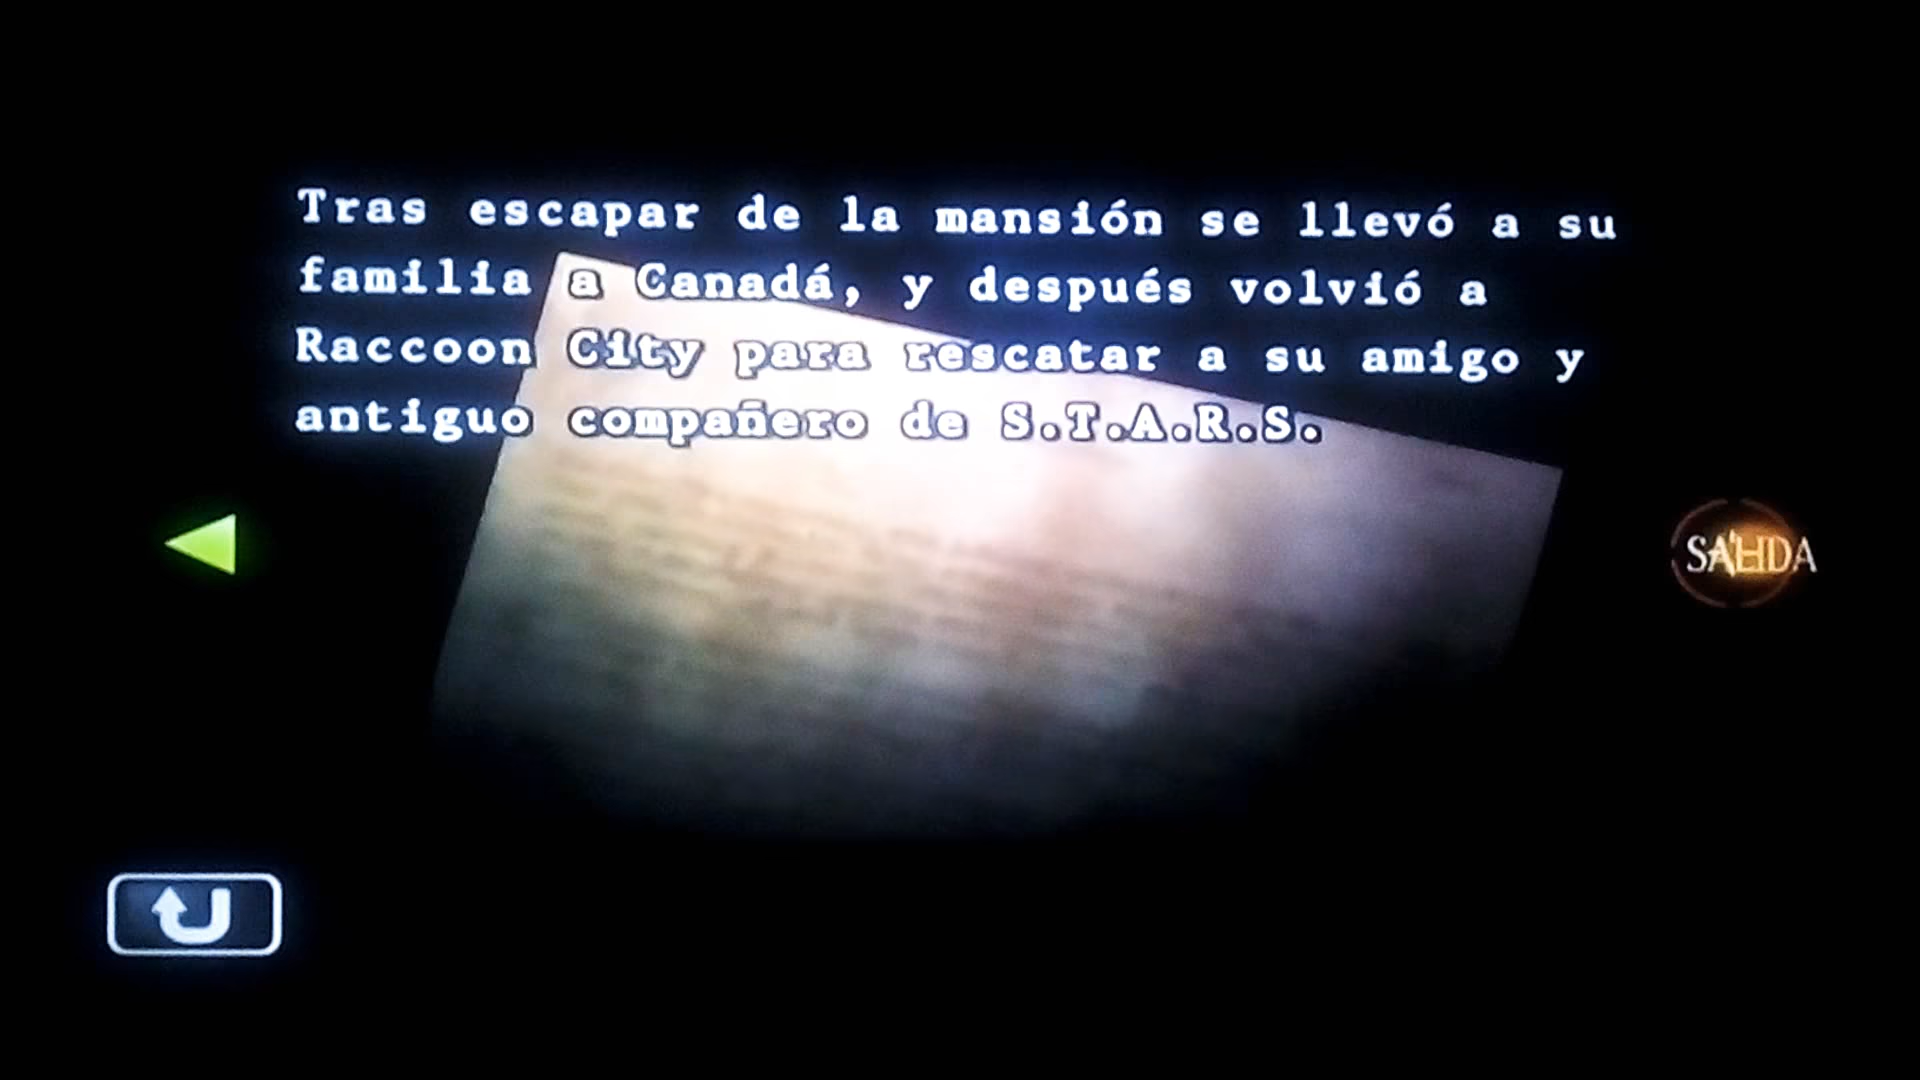 Tras escapar de la mansión se llevó a su
familia a Canadá, y después volvió a
Raccoon City para rescatar a su amigo y
antiguo compañero de S.T.A.R.S.
SALIDA